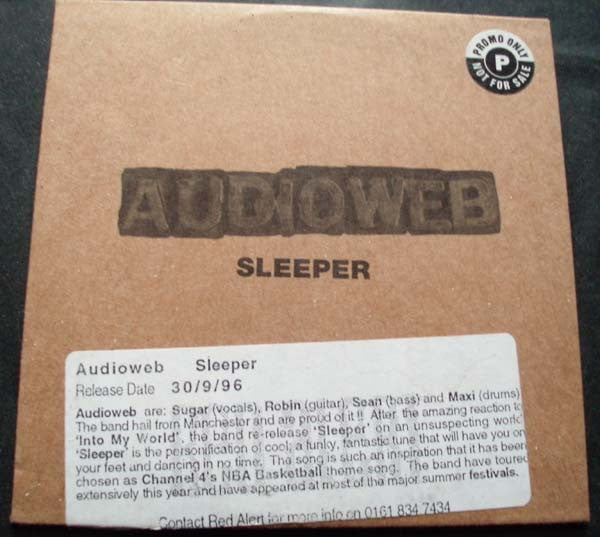 PROMO ONLY
P
NOT FOR SALE
AUDIOWEB
SLEEPER
Audioweb Sleeper
Release Date 30/9/96
Audioweb are: Sugar (vocals), Robin (guitar), Sean (bass) and Maxi (drums)
The band hail from Manchester and are proud of it !! After the amazing reaction to
'Into My World', the band re-release 'Sleeper' on an unsuspecting world
'Sleeper' is the personification of cool; a funky, fantastic tune that will have you on
your feet and dancing in no time. The song is such an inspiration that it has been
chosen as Channel 4's NBA Basketball theme song. The band have toured
extensively this year and have appeared at most of the major summer festivals.
Contact Red Alert for more info on 0161 834 7434